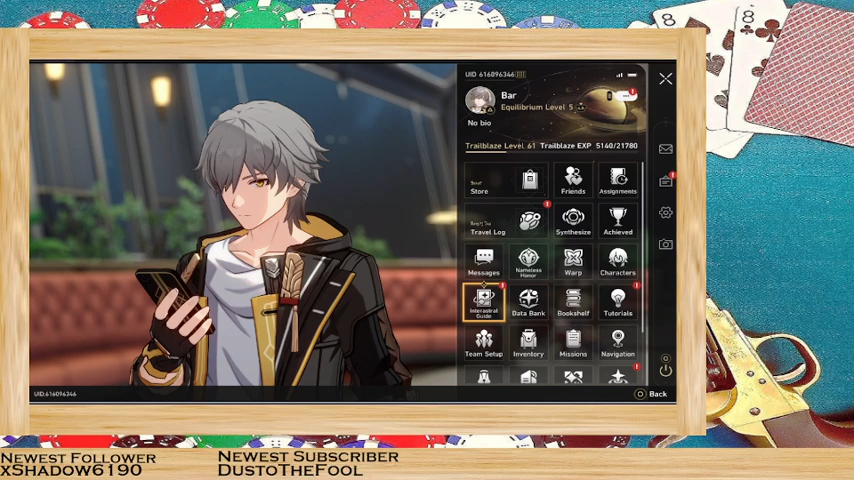 8
8
UID 616096346
Bar
Equilibrium Level 5
No bio
Trailblaze Level 61 Trailblaze EXP 5140/21780
Store
Friends
Assignments
Travel Log
Synthesize
Achieved
Messages
Nameless Honor
Warp
Characters
Interastral Guide
Data Bank
Bookshelf
Tutorials
Team Setup
Inventory
Missions
Navigation
UID:616096346
Back
Newest Follower
xShadow6190
Newest Subscriber
DustoTheFool